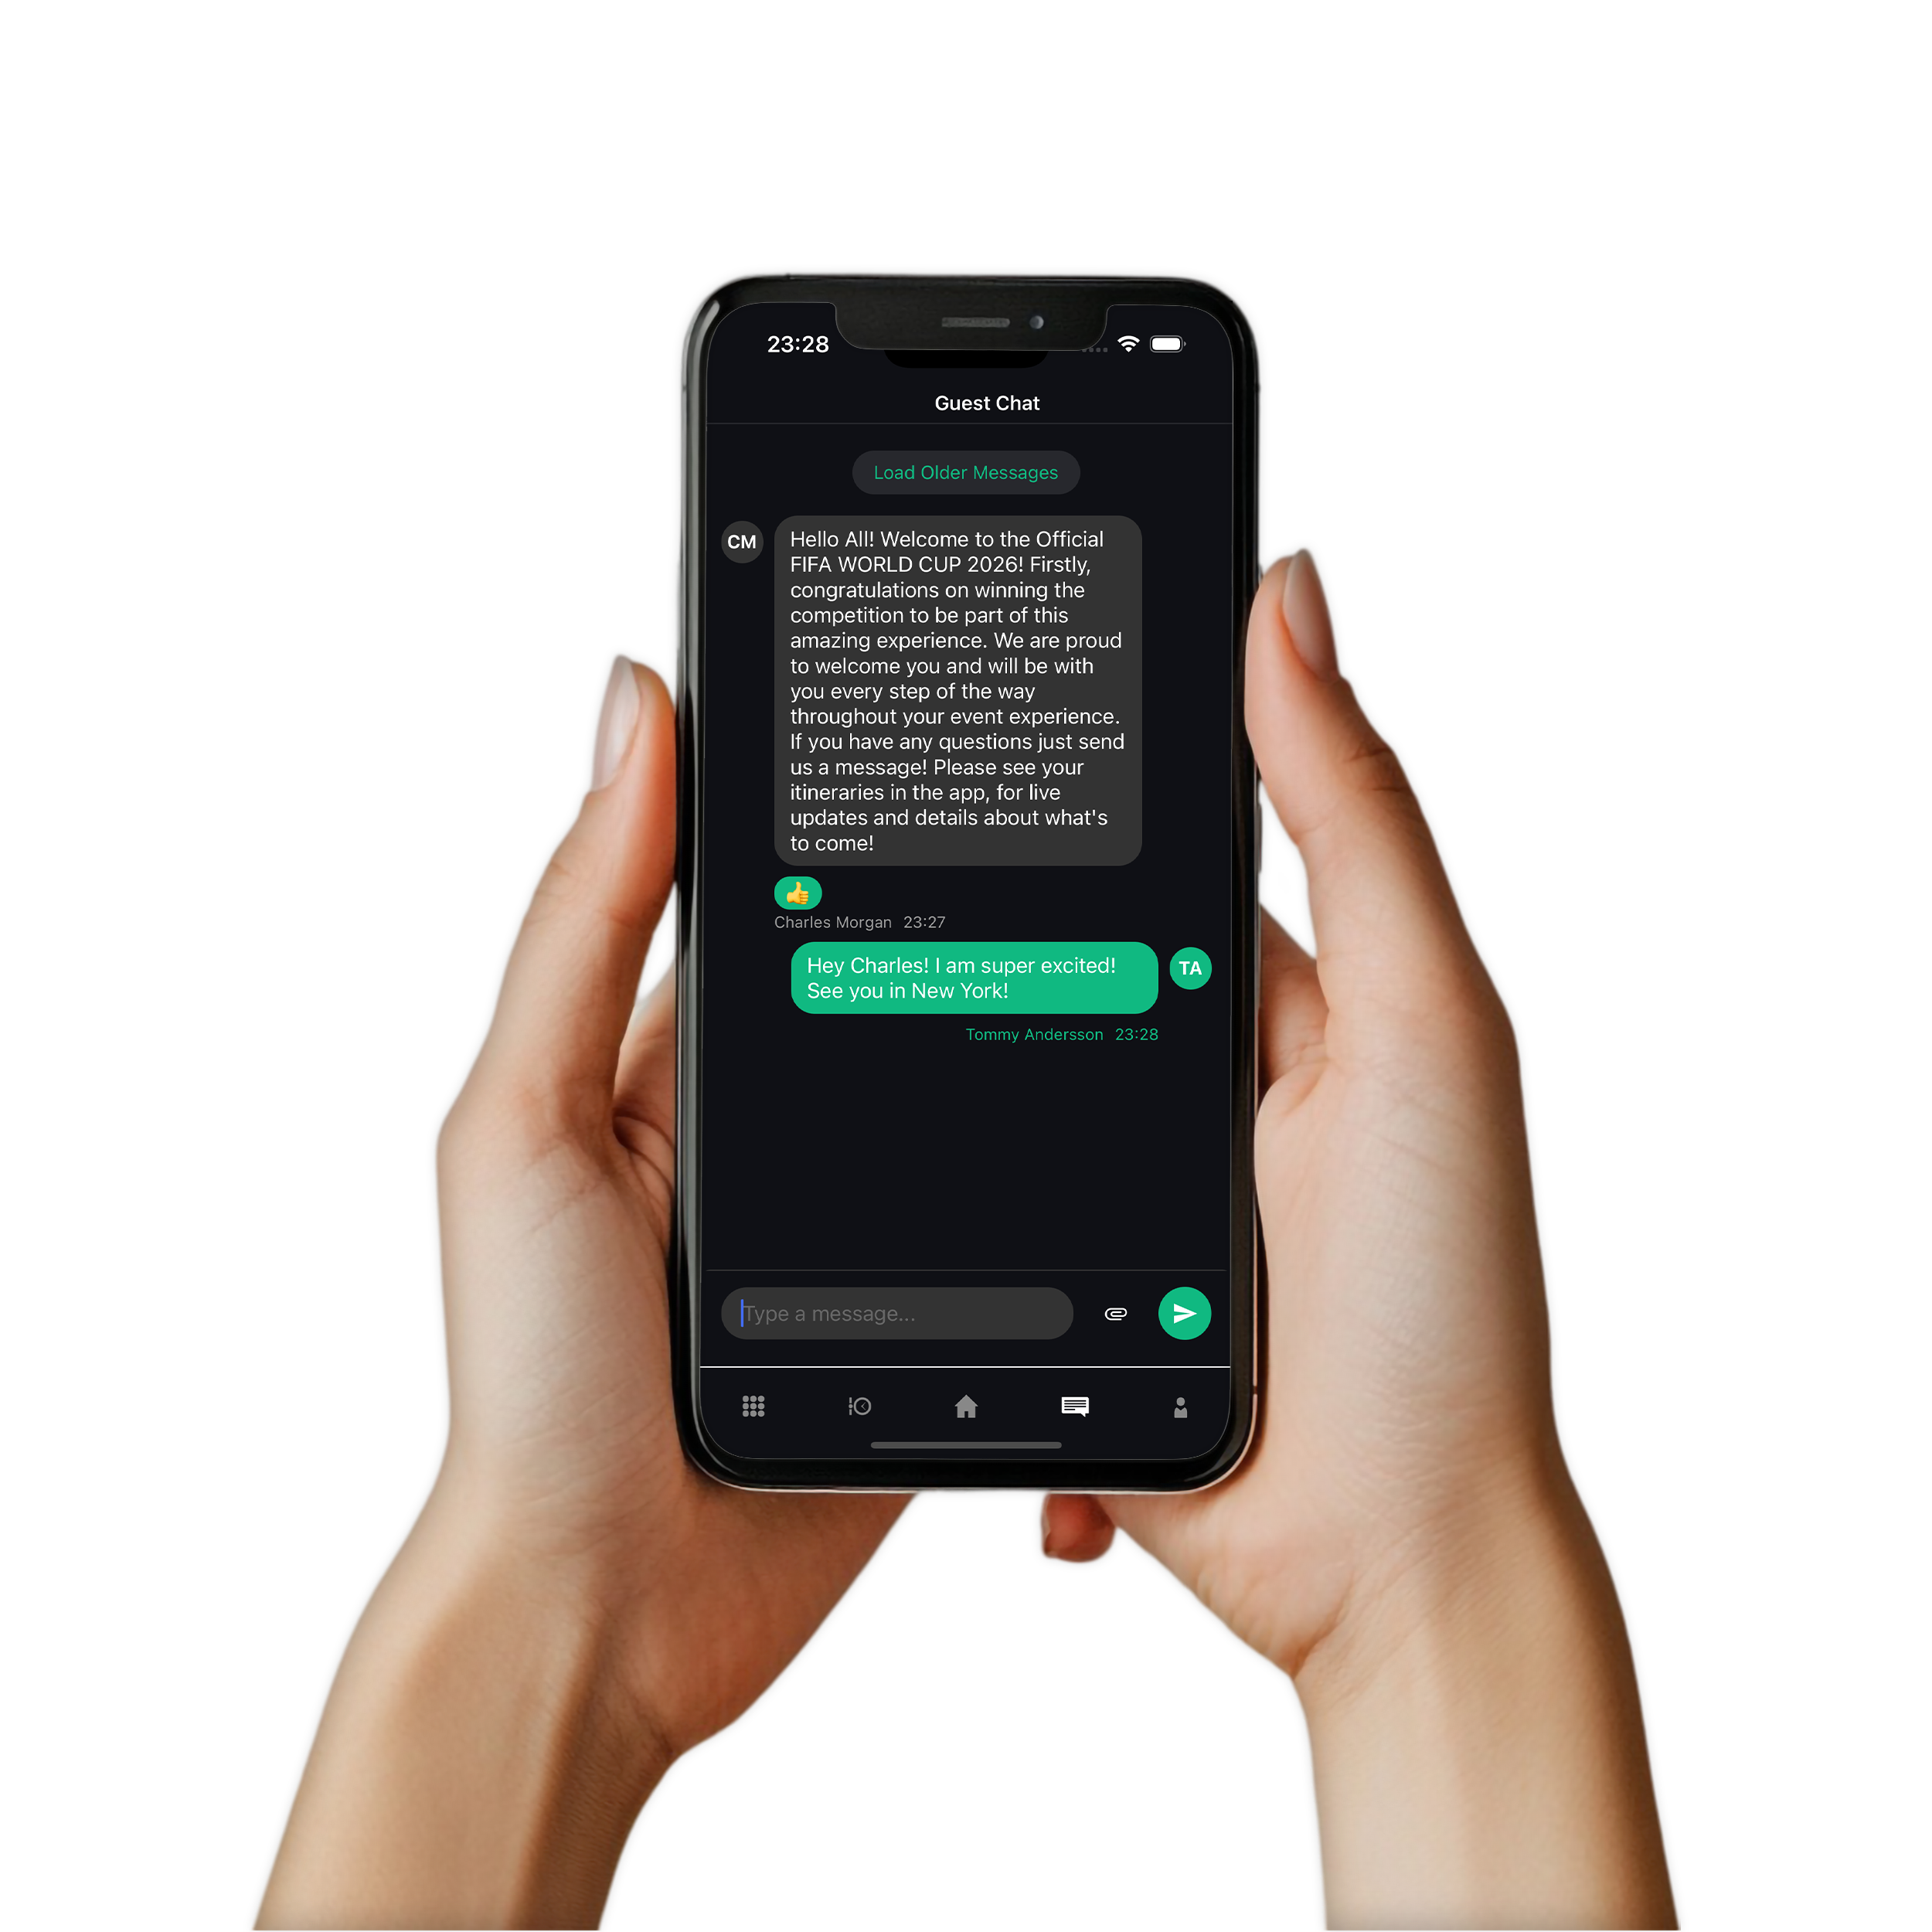 23:28
Guest Chat
Load Older Messages
CM
Hello All! Welcome to the Official
FIFA WORLD CUP 2026! Firstly,
congratulations on winning the
competition to be part of this
amazing experience. We are proud
to welcome you and will be with
you every step of the way
throughout your event experience.
If you have any questions just send
us a message! Please see your
itineraries in the app, for live
updates and details about what's
to come!
👍
Charles Morgan 23:27
Hey Charles! I am super excited!
See you in New York!
TA
Tommy Andersson 23:28
Type a message...